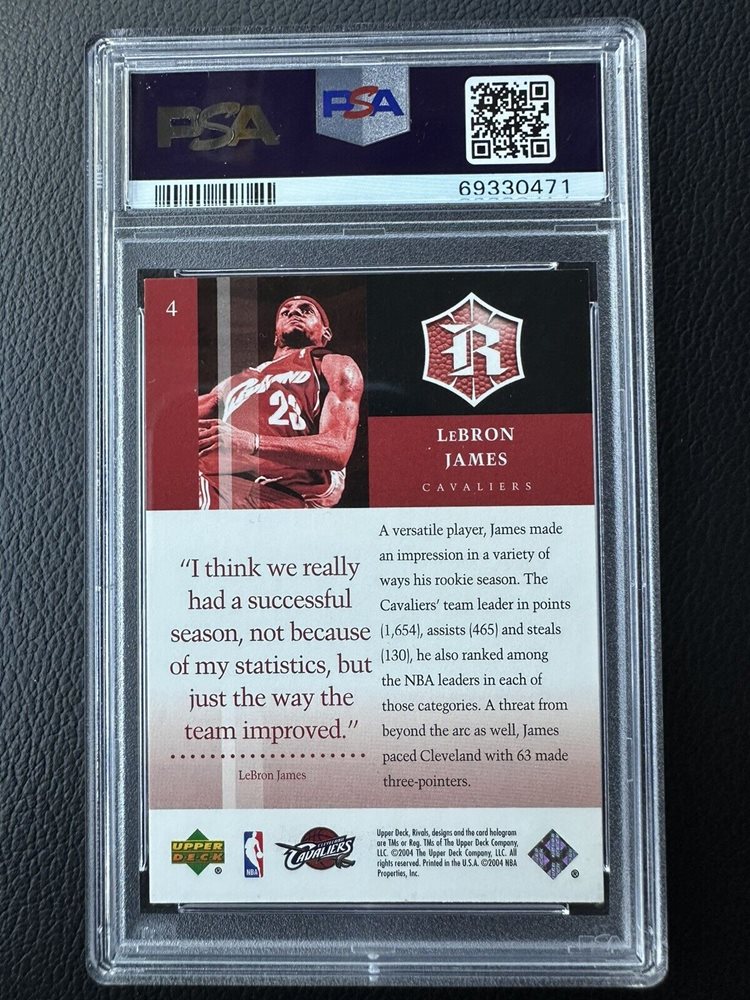 PSA
PSA
69330471
4
CLEVELAND
23
R
LeBRON
JAMES
CAVALIERS
"I think we really
had a successful
season, not because
of my statistics, but
just the way the
team improved."
LeBron James
A versatile player, James made
an impression in a variety of
ways his rookie season. The
Cavaliers' team leader in points
(1,654), assists (465) and steals
(130), he also ranked among
the NBA leaders in each of
those categories. A threat from
beyond the arc as well, James
paced Cleveland with 63 made
three-pointers.
UPPER
DECK
®
NBA
CLEVELAND
CAVALIERS
Upper Deck, Rivals, designs and the card hologram
are TMs or Reg. TMs of The Upper Deck Company,
LLC. ©2004 The Upper Deck Company, LLC. All
rights reserved. Printed in the U.S.A. ©2004 NBA
Properties, Inc.
®
PSA